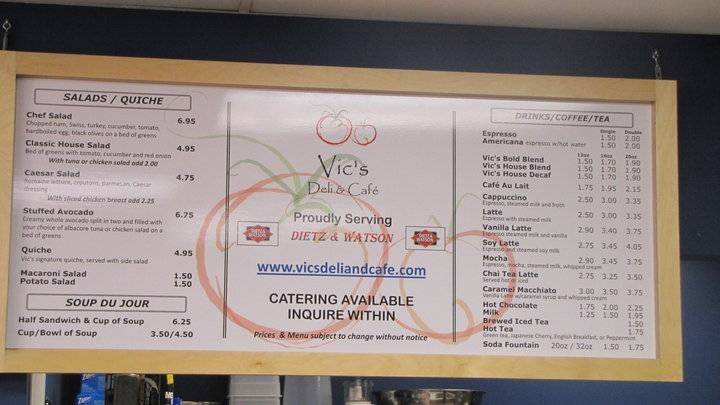 SALADS / QUICHE
Chef Salad 6.95
Chopped ham, Swiss, turkey, cucumber, tomato,
hardboiled egg, black olives on a bed of greens
Classic House Salad 4.95
Bed of greens with tomato, cucumber and red onion
With tuna or chicken salad add 2.00
Caesar Salad 4.75
Romaine lettuce, croutons, parmesan, Caesar
dressing
With sliced chicken breast add 2.25
Stuffed Avocado 6.75
Creamy whole avocado split in two and filled with
your choice of albacore tuna or chicken salad on a
bed of greens
Quiche 4.95
Vic's signature quiche, served with side salad
Macaroni Salad 1.50
Potato Salad 1.50
SOUP DU JOUR
Half Sandwich & Cup of Soup 6.25
Cup/Bowl of Soup 3.50/4.50
Vic's
Deli & Café
Proudly Serving
DIETZ & WATSON
DIETZ & WATSON
DIETZ & WATSON
www.vicsdeliandcafe.com
CATERING AVAILABLE
INQUIRE WITHIN
Prices & Menu subject to change without notice
DRINKS/COFFEE/TEA
Single Double
Espresso 1.50 2.00
Americana espresso w/hot water 1.50 2.00
12oz 16oz 20oz
Vic's Bold Blend 1.50 1.70 1.90
Vic's House Blend 1.50 1.70 1.90
Vic's House Decaf 1.50 1.70 1.90
Café Au Lait 1.75 1.95 2.15
Cappuccino 2.50 3.00 3.35
Espresso, steamed milk and froth
Latte 2.50 3.00 3.35
Espresso with steamed milk
Vanilla Latte 2.90 3.40 3.75
Espresso steamed milk and vanilla
Soy Latte 2.75 3.45 4.05
Espresso and steamed soy milk
Mocha 2.90 3.45 3.75
Espresso, mocha, steamed milk, whipped cream
Chai Tea Latte 2.75 3.25 3.50
Served hot or iced
Caramel Macchiato 3.00 3.50 3.75
Vanilla Latte w/caramel syrup and whipped cream
Hot Chocolate 1.75 2.00 2.25
Milk 1.25 1.50 1.95
Brewed Iced Tea 1.50
Hot Tea 1.75
Green tea, Japanese Cherry, English Breakfast, or Peppermint
Soda Fountain 20oz / 32oz 1.50 1.75